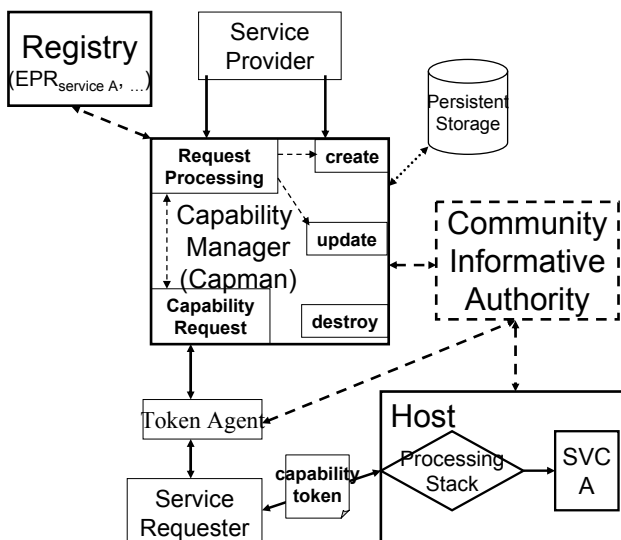 Registry
(EPRservice A, ...)
Service
Provider
Persistent
Storage
Request
Processing
create
Capability
Manager
(Capman)
update
Community
Informative
Authority
Capability
Request
destroy
Token Agent
Host
capability
token
Processing
Stack
SVC
A
Service
Requester